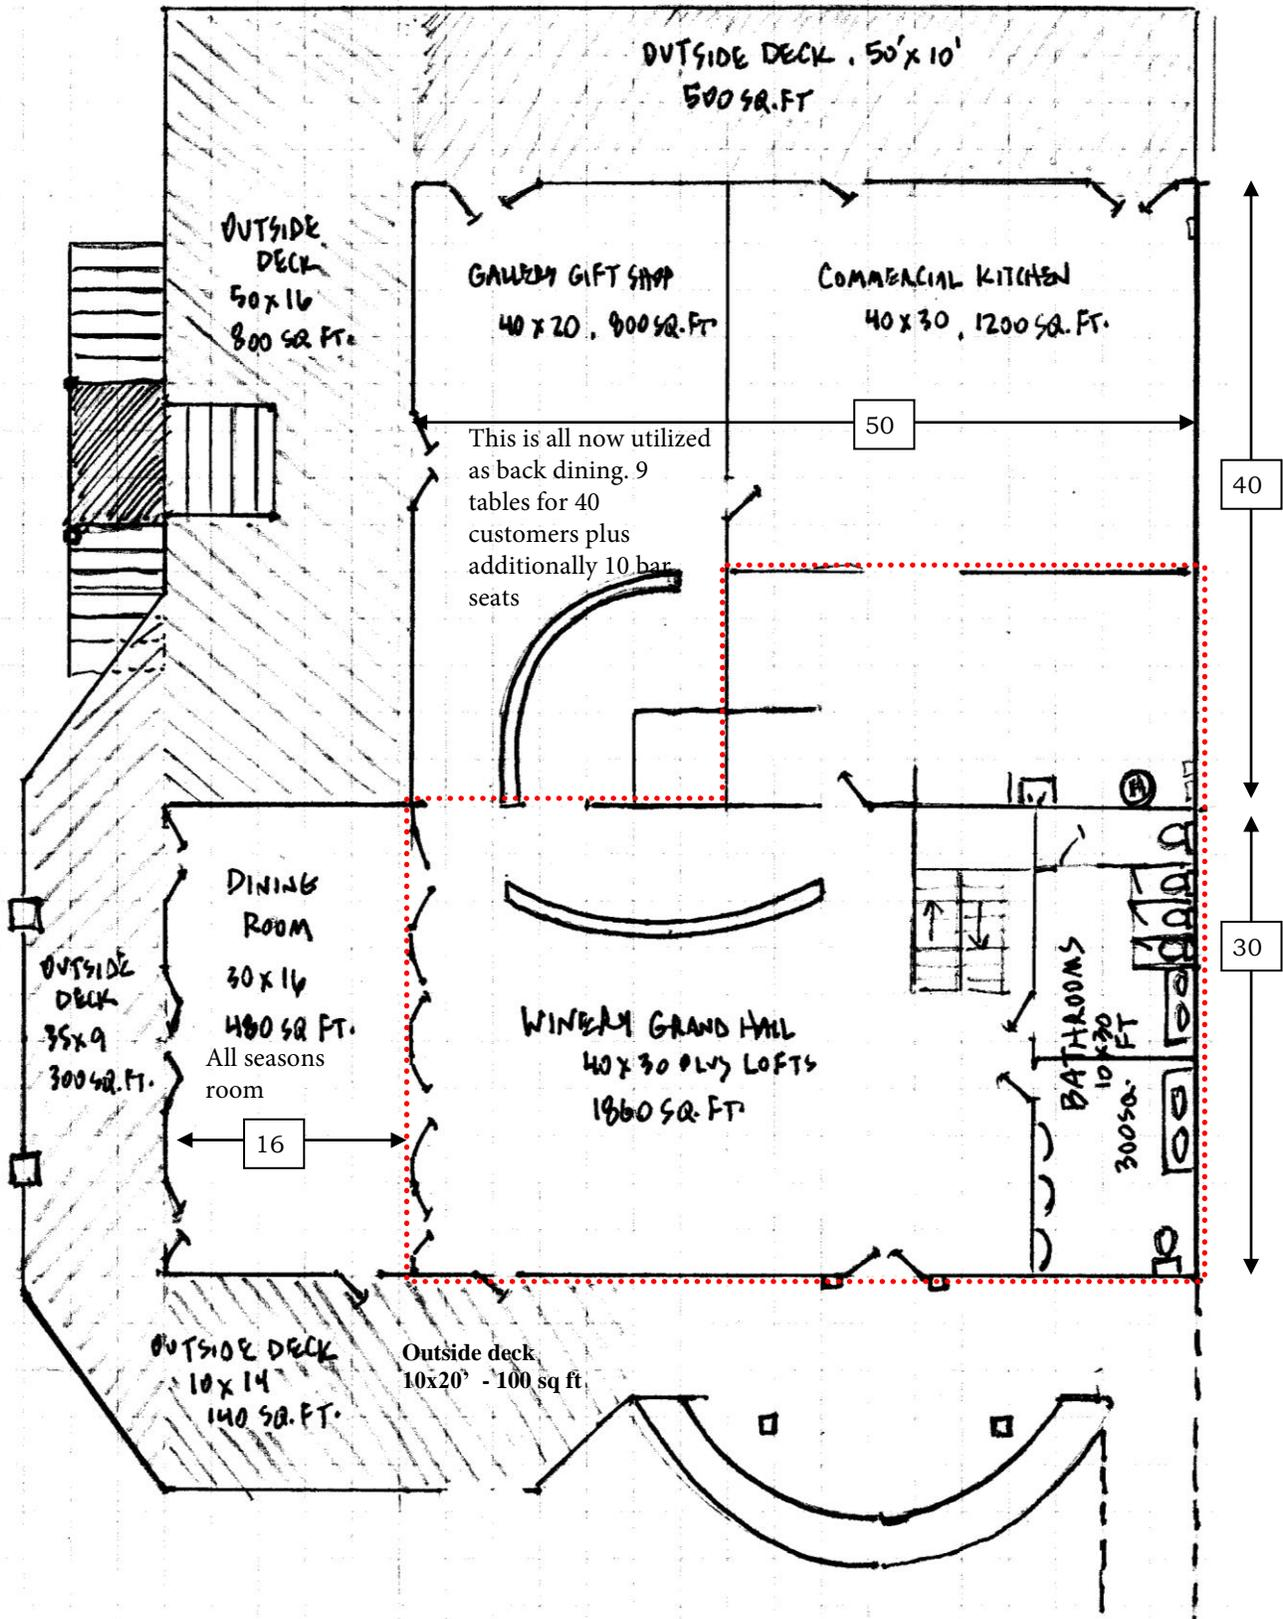 OUTSIDE DECK . 50'x10'
500 SQ.FT
OUTSIDE
DECK
50x16
800 SQ FT.
GALLERY GIFT SHOP
40 x 20 , 800 SQ.FT
COMMERCIAL KITCHEN
40 x 30 , 1200 SQ. FT.
50
40
This is all now utilized
as back dining. 9
tables for 40
customers plus
additionally 10 bar
seats
H
DINING
ROOM
30 x 16
480 SQ FT.
All seasons
room
16
OUTSIDE
DECK
35x9
300 SQ.FT.
WINERY GRAND HALL
40 x 30 PLUS LOFTS
1860 SQ. FT.
BATHROOMS
10x30
FT
300 SQ.
30
OUTSIDE DECK
10 x 14
140 SQ.FT.
Outside deck
10x20’ - 100 sq ft